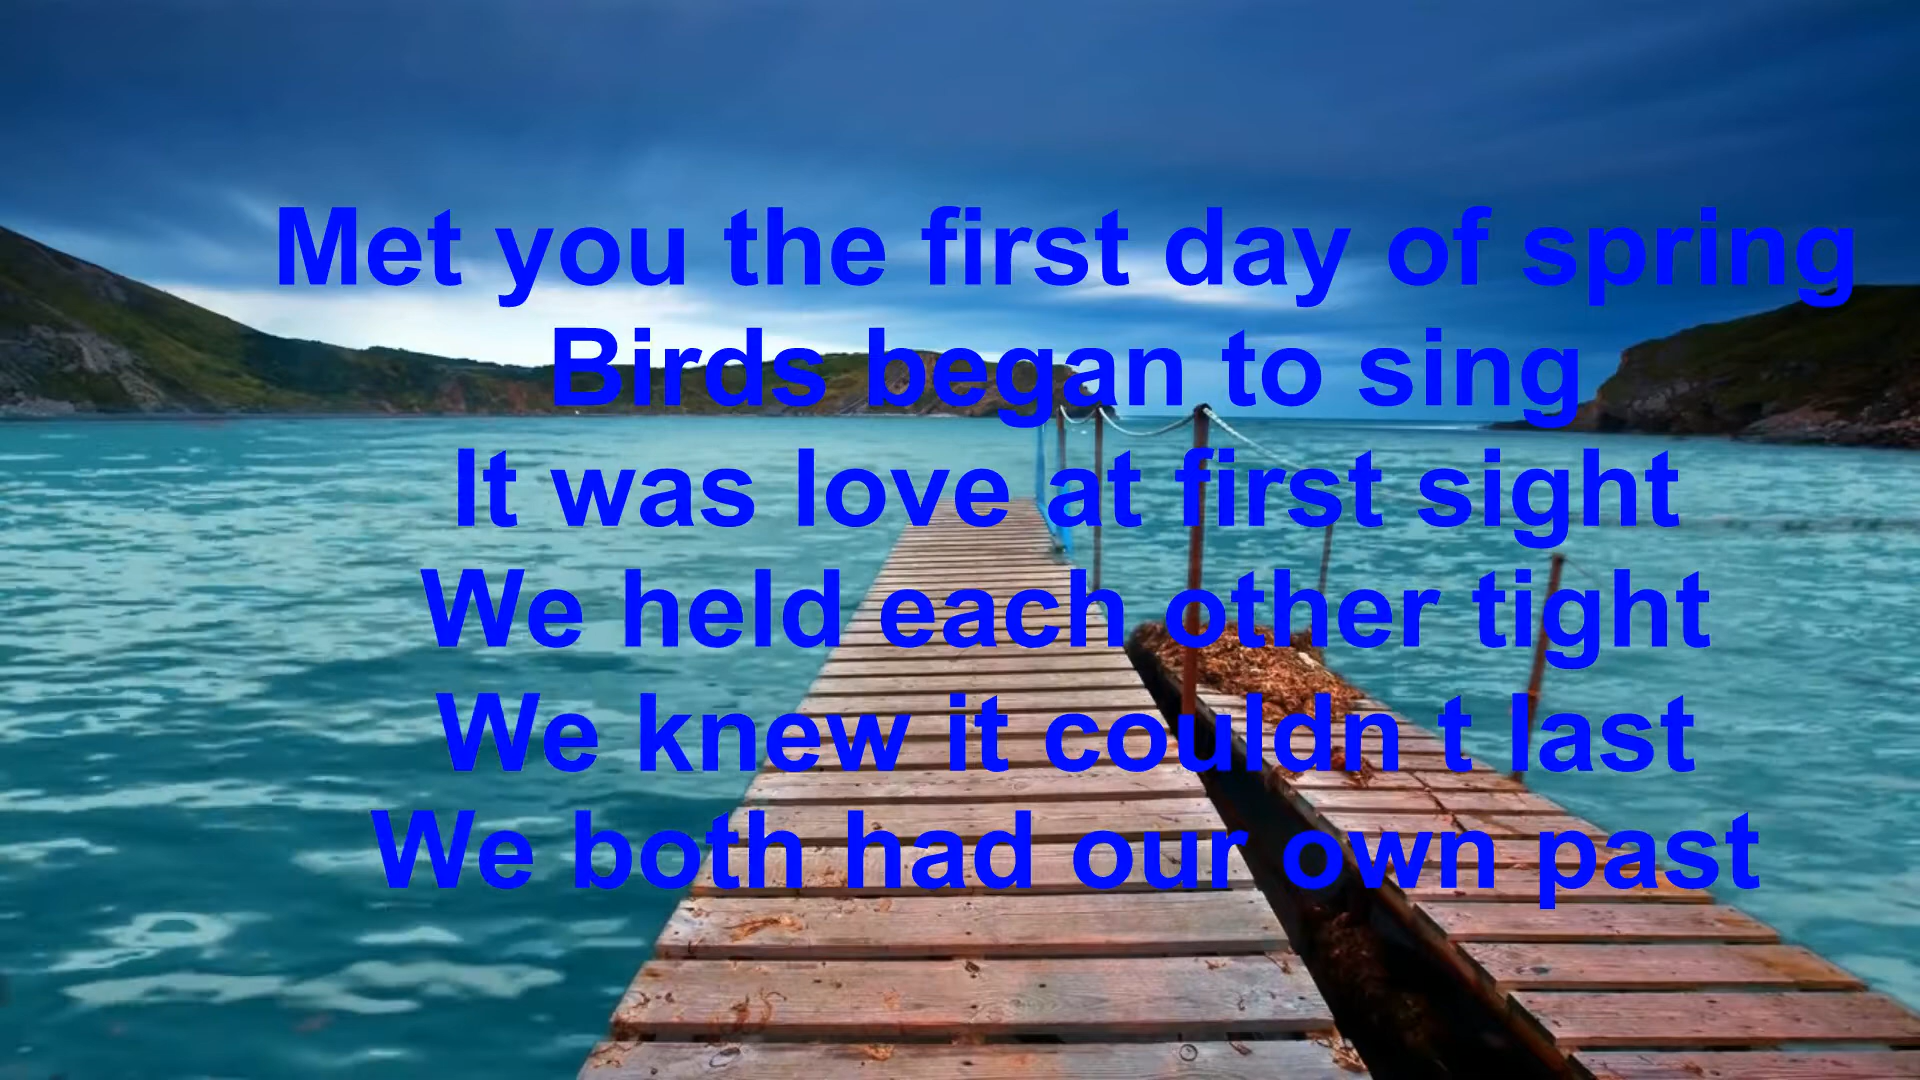 Met you the first day of spring
Birds began to sing
It was love at first sight
We held each other tight
We knew it couldn t last
We both had our own past